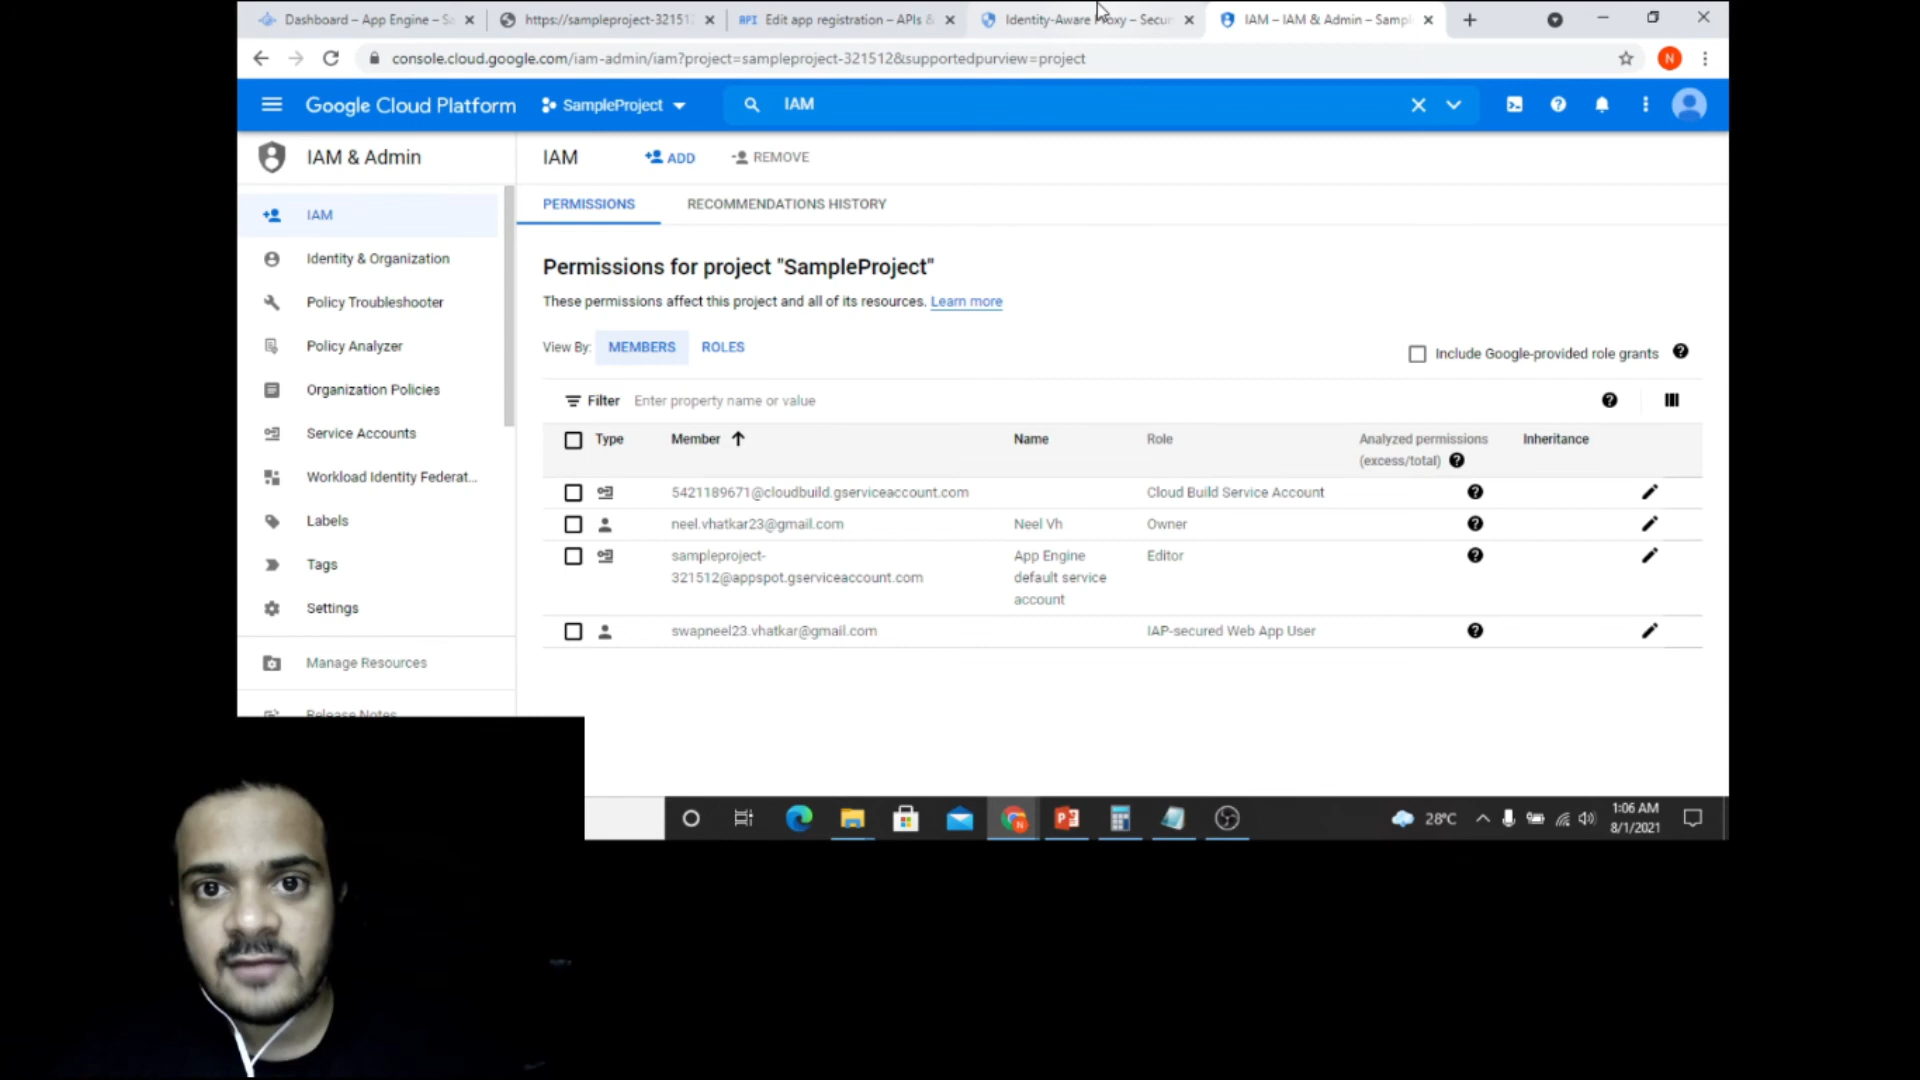 Dashboard – App Engine – S
https://sampleproject-32151
API Edit app registration – APIs &
Identity-Aware Proxy – Secur
IAM – IAM & Admin – Sampl
console.cloud.google.com/iam-admin/iam?project=sampleproject-321512&supportedpurview=project
N
Google Cloud Platform
SampleProject
IAM
IAM & Admin
IAM
ADD
REMOVE
IAM
Identity & Organization
Policy Troubleshooter
Policy Analyzer
Organization Policies
Service Accounts
Workload Identity Federat...
Labels
Tags
Settings
Manage Resources
Release Notes
PERMISSIONS
RECOMMENDATIONS HISTORY
Permissions for project "SampleProject"
These permissions affect this project and all of its resources. Learn more
View By: MEMBERS ROLES
Include Google-provided role grants
Filter Enter property name or value
Type Member Name Role Analyzed permissions Inheritance
(excess/total)
5421189671@cloudbuild.gserviceaccount.com Cloud Build Service Account
neel.vhatkar23@gmail.com Neel Vh Owner
sampleproject- App Engine Editor
321512@appspot.gserviceaccount.com default service
account
swapneel23.vhatkar@gmail.com IAP-secured Web App User
28°C
1:06 AM
8/1/2021